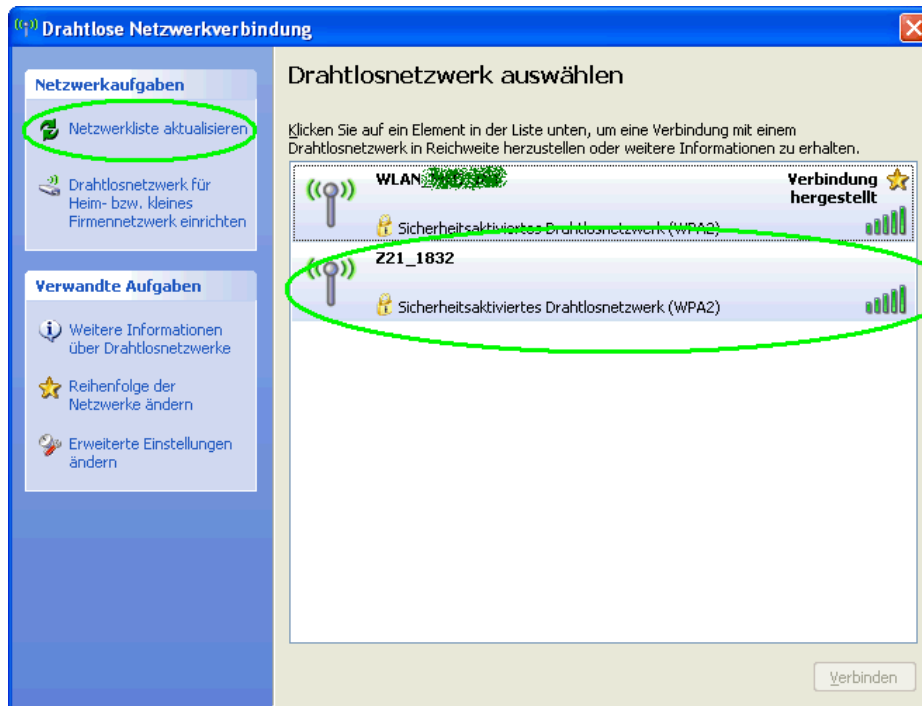 Drahtlose Netzwerkverbindung
Netzwerkaufgaben
Netzwerkliste aktualisieren
Drahtlosnetzwerk für
Heim- bzw. kleines
Firmennetzwerk einrichten
Verwandte Aufgaben
Weitere Informationen
über Drahtlosnetzwerke
Reihenfolge der
Netzwerke ändern
Erweiterte Einstellungen
ändern
Drahtlosnetzwerk auswählen
Klicken Sie auf ein Element in der Liste unten, um eine Verbindung mit einem
Drahtlosnetzwerk in Reichweite herzustellen oder weitere Informationen zu erhalten.
WLAN
Verbindung
hergestellt
Sicherheitsaktiviertes Drahtlosnetzwerk (WPA2)
Z21_1832
Sicherheitsaktiviertes Drahtlosnetzwerk (WPA2)
Verbinden